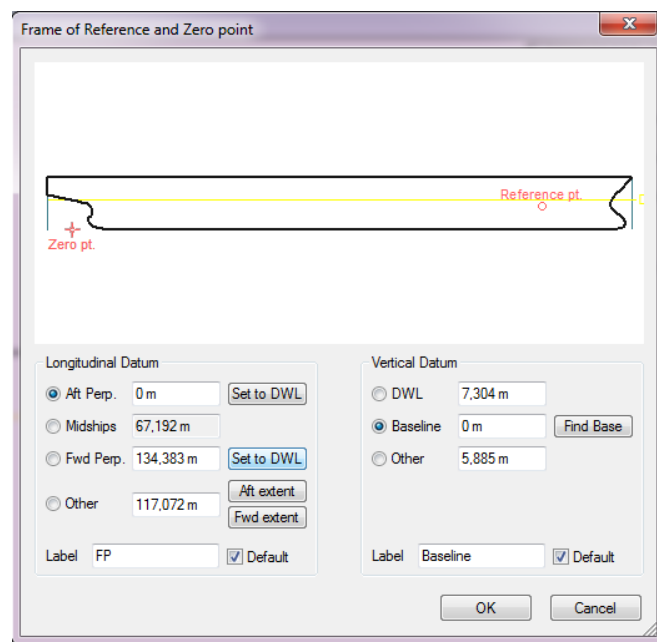 Frame of Reference and Zero point
Reference pt.
Zero pt.
Longitudinal Datum
Aft Perp. 0 m Set to DWL
Midships 67,192 m
Fwd Perp. 134,383 m Set to DWL
Aft extent
Other 117,072 m
Fwd extent
Label FP Default
Vertical Datum
DWL 7,304 m
Baseline 0 m Find Base
Other 5,885 m
Label Baseline Default
OK Cancel